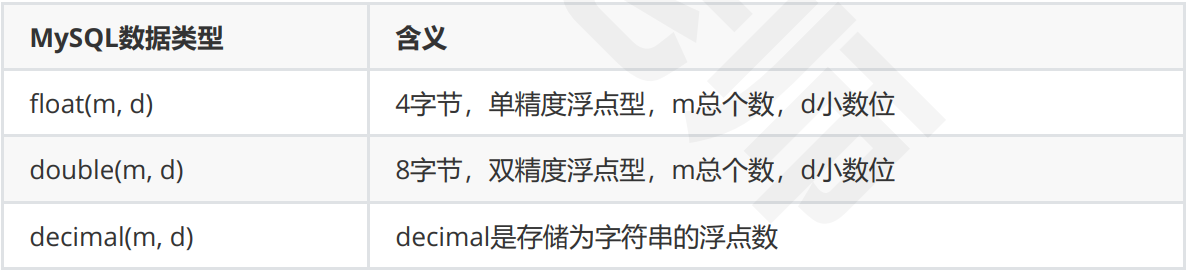 MySQL数据类型 含义
float(m, d) 4字节，单精度浮点型，m总个数，d小数位
double(m, d) 8字节，双精度浮点型，m总个数，d小数位
decimal(m, d) decimal是存储为字符串的浮点数